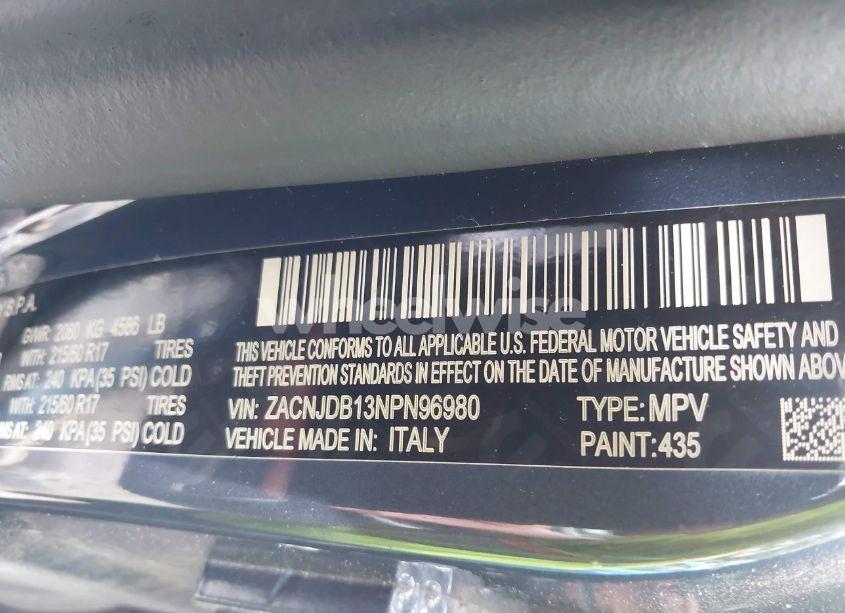 S.P.A.
GAWR: 2080 KG 4586 LB
WITH: 215/60 R17 TIRES
RIMS AT: 240 KPA(35 PSI) COLD
WITH: 215/60 R17 TIRES
RIMS AT: 240 KPA(35 PSI) COLD
wheelwise
THIS VEHICLE CONFORMS TO ALL APPLICABLE U.S. FEDERAL MOTOR VEHICLE SAFETY AND
THEFT PREVENTION STANDARDS IN EFFECT ON THE DATE OF MANUFACTURE SHOWN ABOV
VIN: ZACNJDB13NPN96980 TYPE: MPV
VEHICLE MADE IN: ITALY PAINT: 435